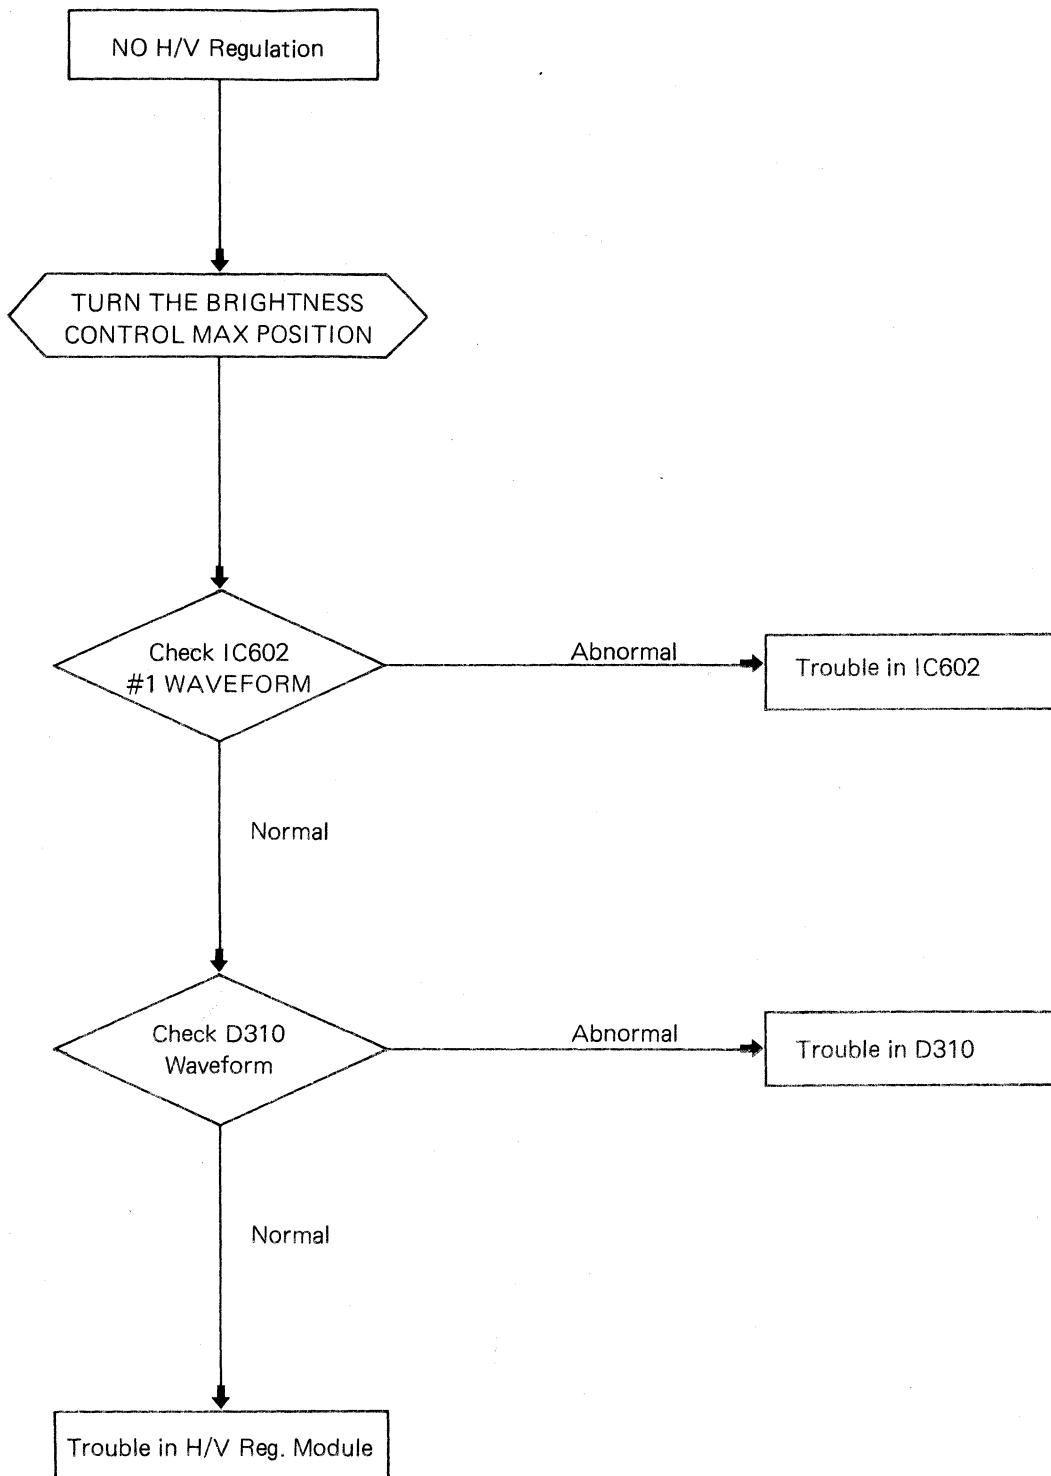 NO H/V Regulation
TURN THE BRIGHTNESS
CONTROL MAX POSITION
Check IC602
#1 WAVEFORM
Abnormal
Trouble in IC602
Normal
Check D310
Waveform
Abnormal
Trouble in D310
Normal
Trouble in H/V Reg. Module